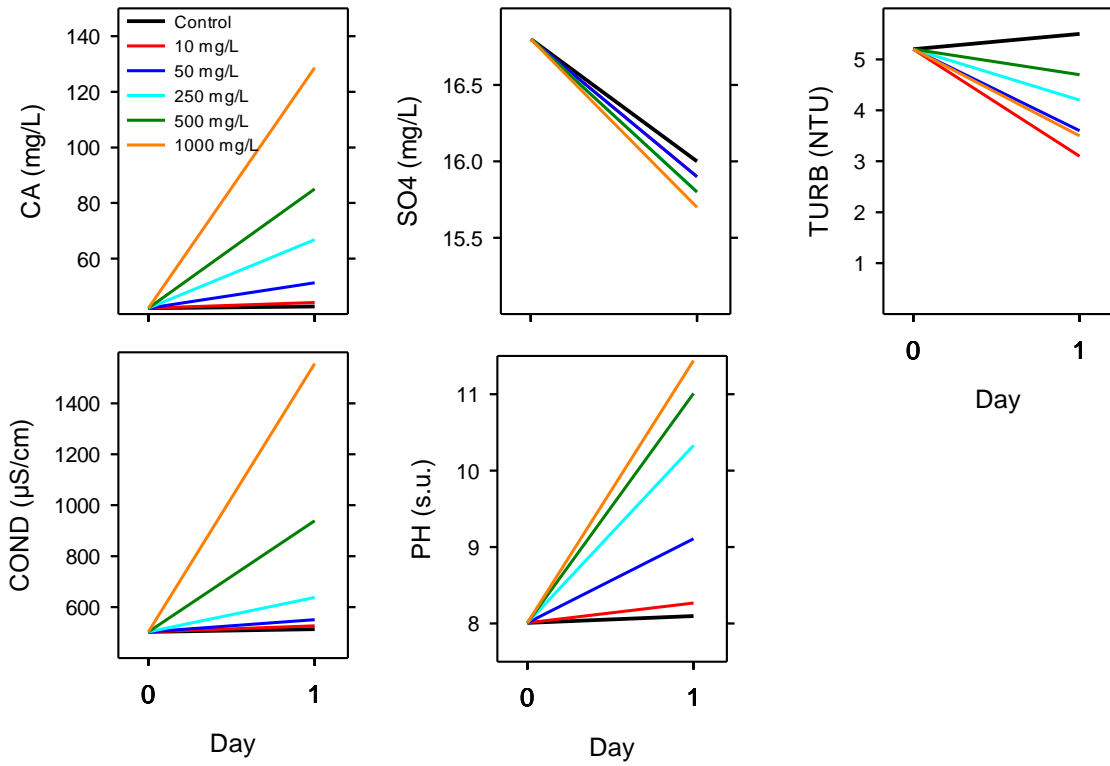 CA (mg/L)
140
120
100
80
60
Control
10 mg/L
50 mg/L
250 mg/L
500 mg/L
1000 mg/L
SO4 (mg/L)
16.5
16.0
15.5
TURB (NTU)
5
4
3
2
1
0 1
Day
COND (µS/cm)
1400
1200
1000
800
600
0 1
Day
PH (s.u.)
11
10
9
8
0 1
Day